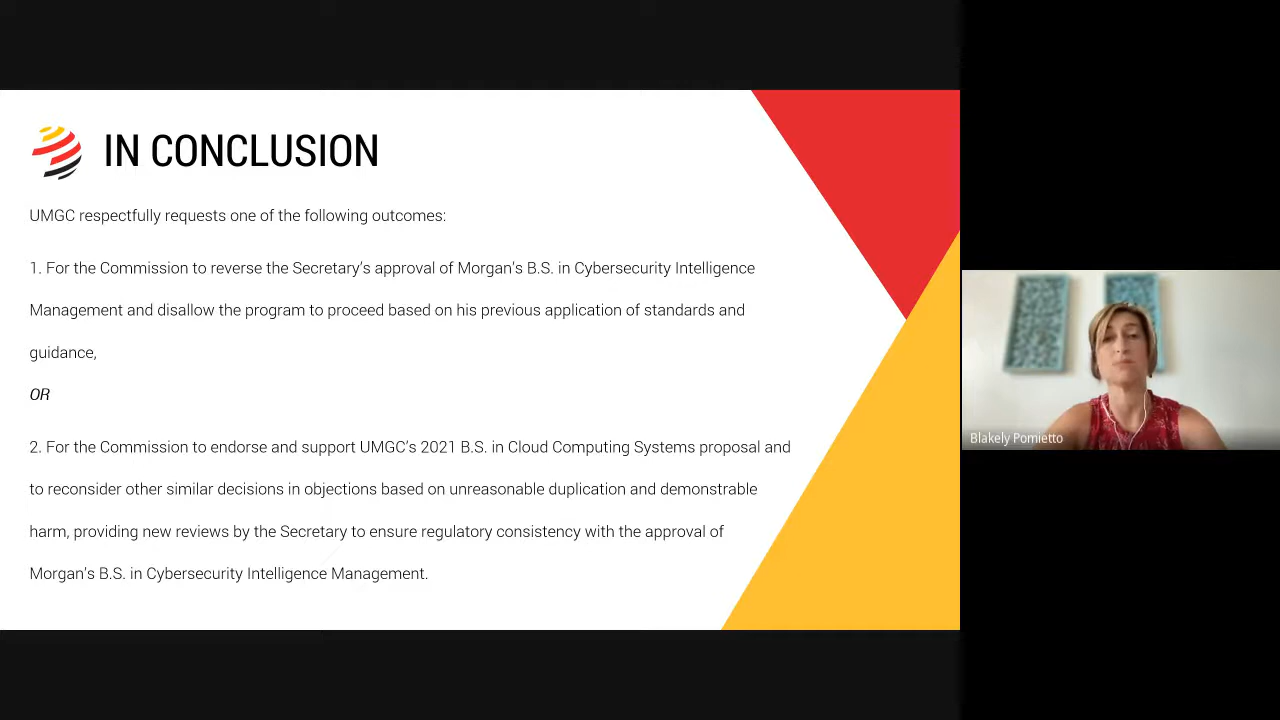 IN CONCLUSION
UMGC respectfully requests one of the following outcomes:
1. For the Commission to reverse the Secretary's approval of Morgan's B.S. in Cybersecurity Intelligence
Management and disallow the program to proceed based on his previous application of standards and
guidance,
OR
2. For the Commission to endorse and support UMGC's 2021 B.S. in Cloud Computing Systems proposal and
to reconsider other similar decisions in objections based on unreasonable duplication and demonstrable
harm, providing new reviews by the Secretary to ensure regulatory consistency with the approval of
Morgan's B.S. in Cybersecurity Intelligence Management.
Blakely Pomietto